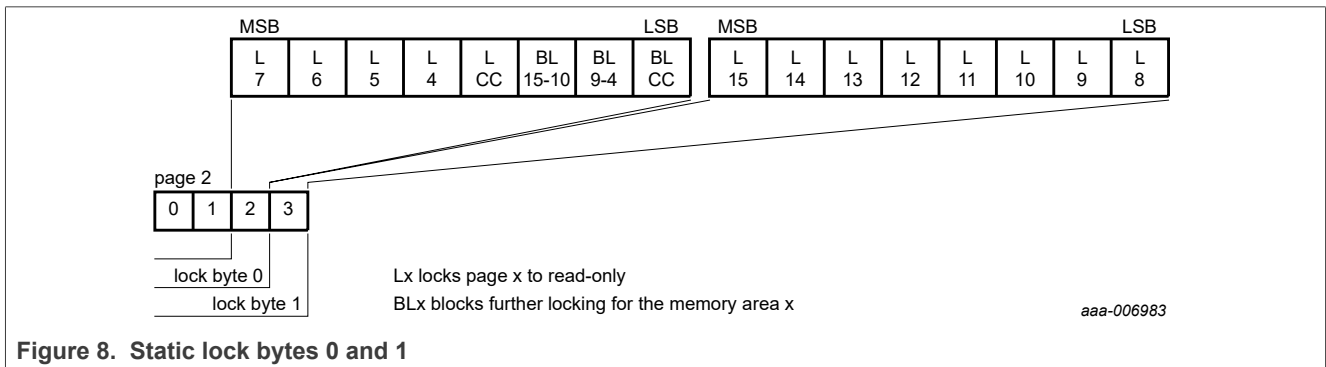 MSB LSB MSB LSB
L 7 L 6 L 5 L 4 L CC BL 15-10 BL 9-4 BL CC L 15 L 14 L 13 L 12 L 11 L 10 L 9 L 8
page 2
0 1 2 3
lock byte 0 Lx locks page x to read-only
lock byte 1 BLx blocks further locking for the memory area x
aaa-006983
Figure 8. Static lock bytes 0 and 1